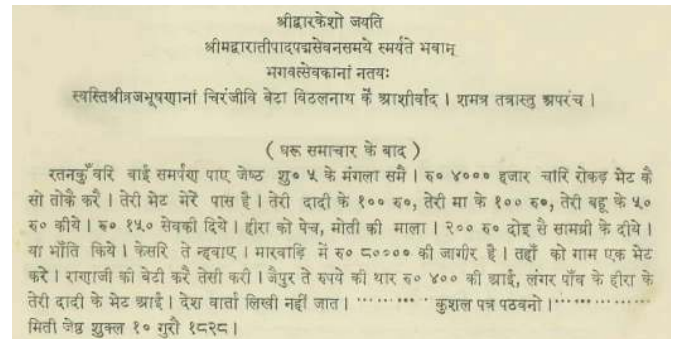 श्रीद्वारकेशो जयति
श्रीमद्वारातीपादपद्मसेवनसमये स्मर्यते भवान्
भगवत्सेवकानां नतयः
स्वस्तिश्रीव्रजभूषणानां चिरंजीवि बेटा विठलनाथ कैं आशीर्वाद । शमत्र तत्रास्तु अपरंच ।
( घरू समाचार के बाद )
रतनकुँवरि बाई समर्पण पाए जेष्ठ शु० ५ के मंगला समै । रु० ४००० हजार चारि रोकड़ भेट कै
सो तोकै करै । तेरी भेट मेरें पास है । तेरी दादी के १०० रु०, तेरी मा के १०० रु०, तेरी बहू के ५०
रु० कीये । रु० १५० सेवकी दिये । हीरा को पेच, मोती की माला । २०० रु० दोइ सै सामग्री के दीये ।
या भाँति किये । केसरि ते न्हवाए । मारवाड़ि में रु० ८०००० की जागीर है । तहाँ को गाम एक भेट
करे । राणाजी की बेटी करै तेसी करी । जैपुर ते रुपये की थार रु० ४०० की आई, लंगर पाँव के हीरा के
तेरी दादी के भेट आई । देश वार्ता लिखी नहीं जात । ⋯⋯⋯ कुशल पत्र पठवनो । ⋯⋯⋯⋯
मिती जेष्ठ शुक्ल १० गुरौ १८२८ ।